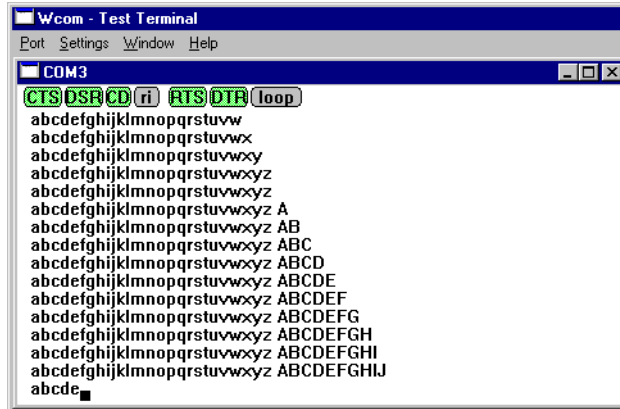 Wcom - Test Terminal
Port Settings Window Help
COM3
CTS DSR CD ri RTS DTR loop
abcdefghijklmnopqrstuvw
abcdefghijklmnopqrstuvwx
abcdefghijklmnopqrstuvwxy
abcdefghijklmnopqrstuvwxyz
abcdefghijklmnopqrstuvwxyz
abcdefghijklmnopqrstuvwxyz A
abcdefghijklmnopqrstuvwxyz AB
abcdefghijklmnopqrstuvwxyz ABC
abcdefghijklmnopqrstuvwxyz ABCD
abcdefghijklmnopqrstuvwxyz ABCDE
abcdefghijklmnopqrstuvwxyz ABCDEF
abcdefghijklmnopqrstuvwxyz ABCDEFG
abcdefghijklmnopqrstuvwxyz ABCDEFGH
abcdefghijklmnopqrstuvwxyz ABCDEFGHI
abcdefghijklmnopqrstuvwxyz ABCDEFGHIJ
abcde